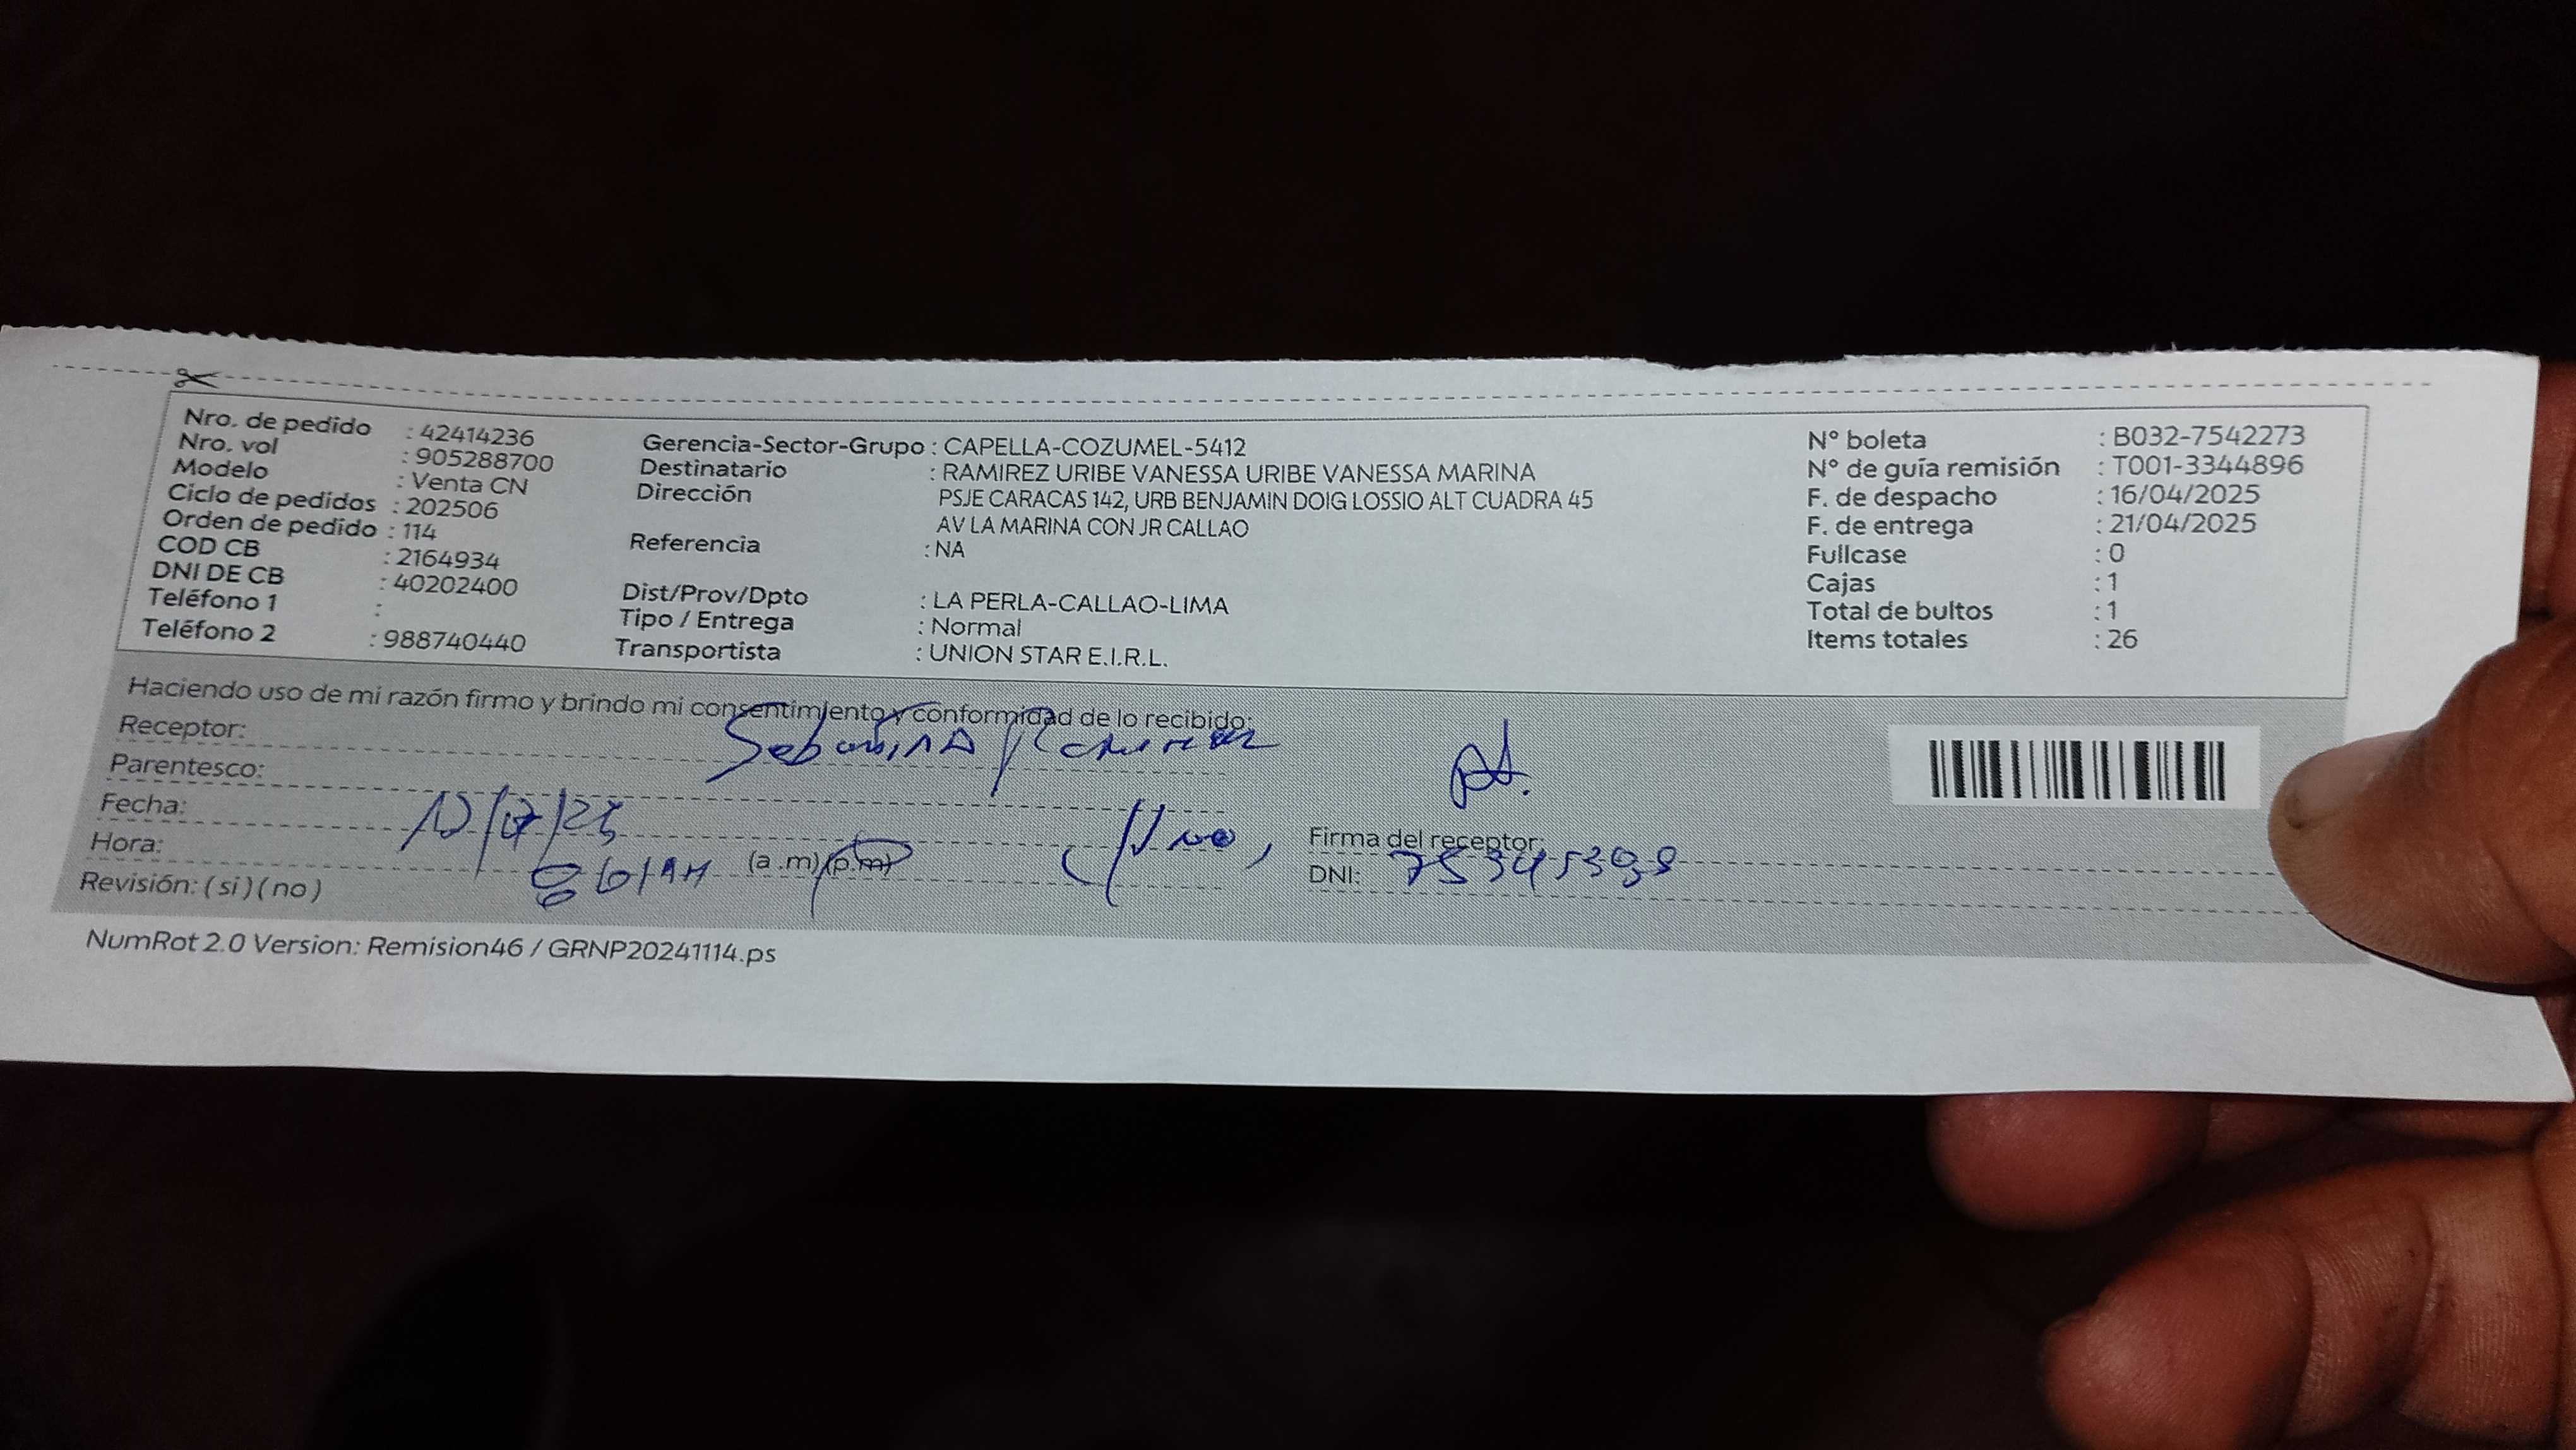 Nro. de pedido : 42414236
Nro. vol : 905288700
Modelo : Venta CN
Ciclo de pedidos : 202506
Orden de pedido : 114
COD CB : 2164934
DNI DE CB : 40202400
Teléfono 1 :
Teléfono 2 : 988740440
Gerencia-Sector-Grupo : CAPELLA-COZUMEL-5412
Destinatario : RAMIREZ URIBE VANESSA URIBE VANESSA MARINA
Dirección PSJE CARACAS 142, URB BENJAMIN DOIG LOSSIO ALT CUADRA 45
AV LA MARINA CON JR CALLAO
Referencia : NA
Dist/Prov/Dpto : LA PERLA-CALLAO-LIMA
Tipo / Entrega : Normal
Transportista : UNION STAR E.I.R.L.
N° boleta : B032-7542273
N° de guía remisión : T001-3344896
F. de despacho : 16/04/2025
F. de entrega : 21/04/2025
Fullcase : 0
Cajas : 1
Total de bultos : 1
Items totales : 26
Haciendo uso de mi razón firmo y brindo mi consentimiento y conformidad de lo recibido:
Receptor:
Parentesco:
Fecha:
Hora: (a .m) (p.m)
Revisión: ( si ) ( no )
Firma del receptor:
DNI:
NumRot 2.0 Version: Remision46 / GRNP20241114.ps